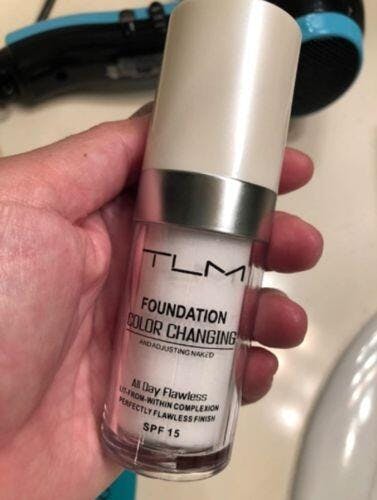 TLM
FOUNDATION
COLOR CHANGING
AND ADJUSTING NAKED
All Day Flawless
LIT-FROM-WITHIN COMPLEXION
PERFECTLY FLAWLESS FINISH
SPF 15